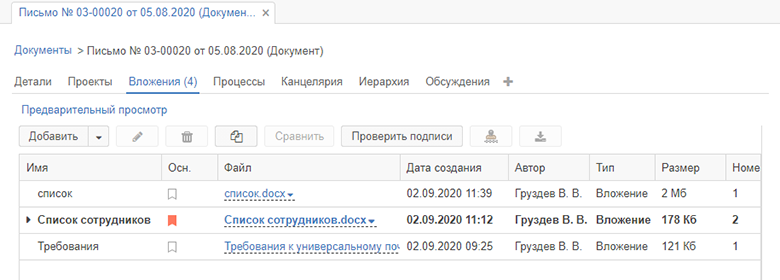 Письмо № 03-00020 от 05.08.2020 (Докумен... ×
Документы > Письмо № 03-00020 от 05.08.2020 (Документ)
Детали Проекты Вложения (4) Процессы Канцелярия Иерархия Обсуждения +
Предварительный просмотр
Добавить Сравнить Проверить подписи
Имя Осн. Файл Дата создания Автор Тип Размер Номе
список список.docx 02.09.2020 11:39 Груздев В. В. Вложение 2 Мб 1
Список сотрудников Список сотрудников.docx 02.09.2020 11:12 Груздев В. В. Вложение 178 Кб 2
Требования Требования к универсальному поч 02.09.2020 09:25 Груздев В. В. Вложение 121 Кб 1